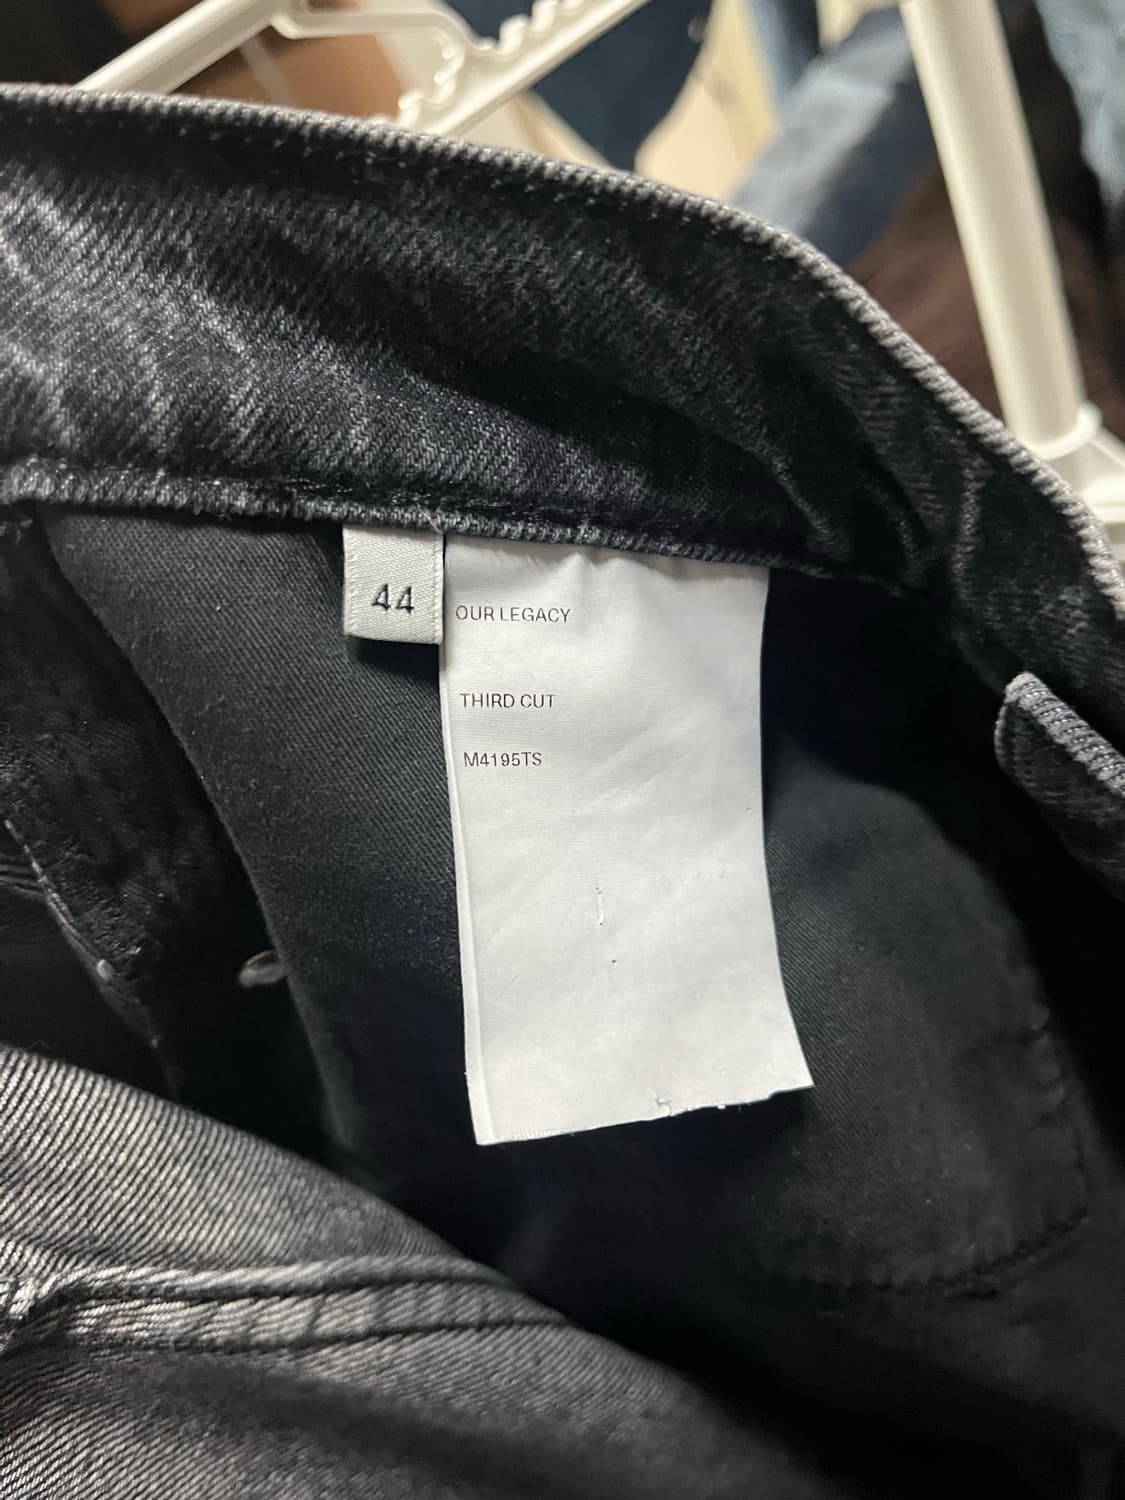 44
OUR LEGACY
THIRD CUT
M4195TS